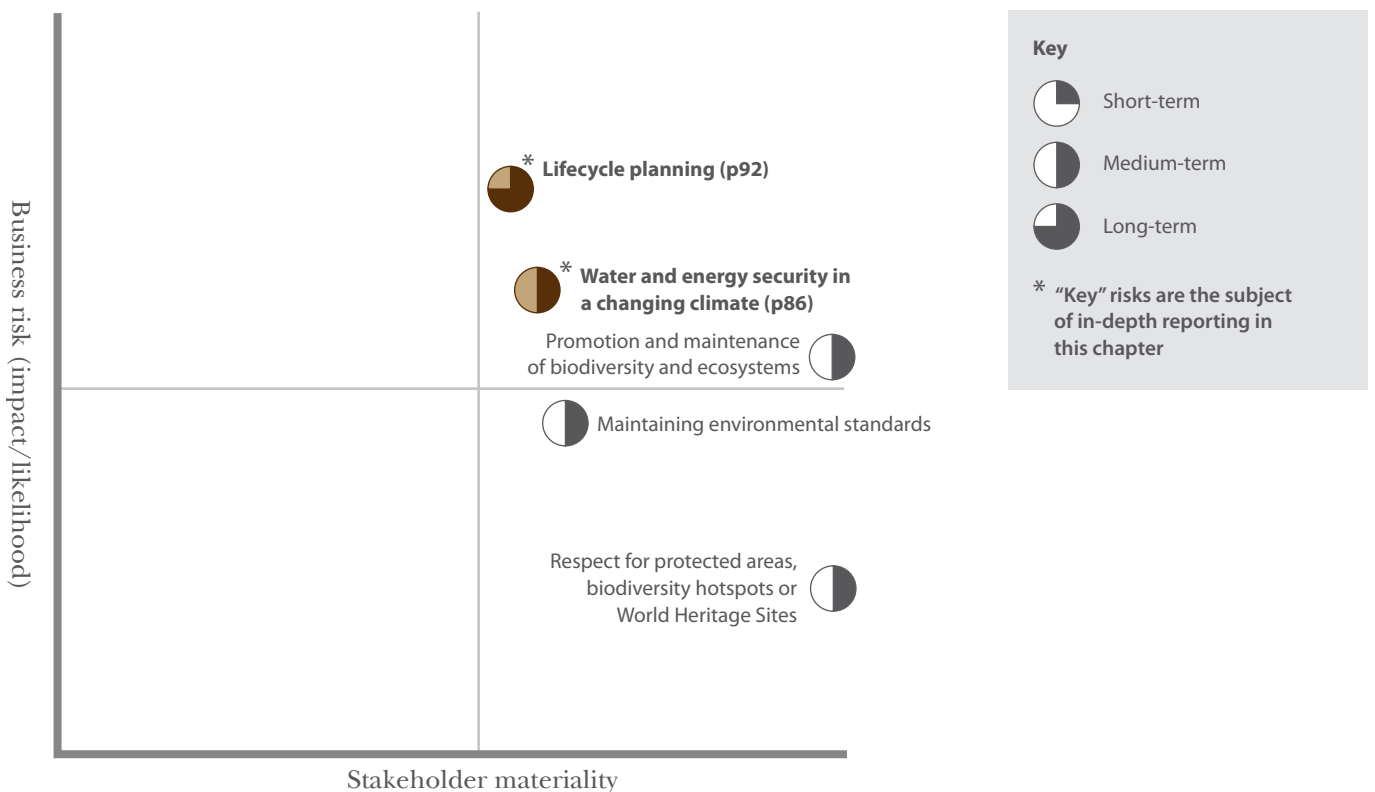 Business risk (impact/likelihood)
* Lifecycle planning (p92)
* Water and energy security in
a changing climate (p86)
Promotion and maintenance
of biodiversity and ecosystems
Maintaining environmental standards
Respect for protected areas,
biodiversity hotspots or
World Heritage Sites
Stakeholder materiality
Key
Short-term
Medium-term
Long-term
* “Key” risks are the subject
of in-depth reporting in
this chapter